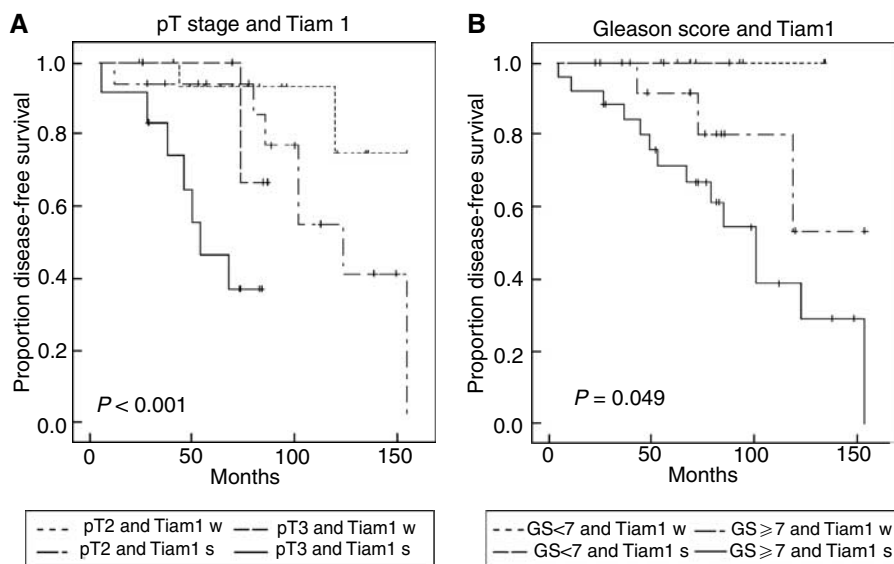 A
pT stage and Tiam 1
Proportion disease-free survival
1.0
0.8
0.6
0.4
0.2
0.0
P < 0.001
0
50
100
150
Months
pT2 and Tiam1 w
pT3 and Tiam1 w
pT2 and Tiam1 s
pT3 and Tiam1 s
B
Gleason score and Tiam1
Proportion disease-free survival
1.0
0.8
0.6
0.4
0.2
0.0
P = 0.049
0
50
100
150
Months
GS<7 and Tiam1 w
GS⩾7 and Tiam1 w
GS<7 and Tiam1 s
GS⩾7 and Tiam1 s